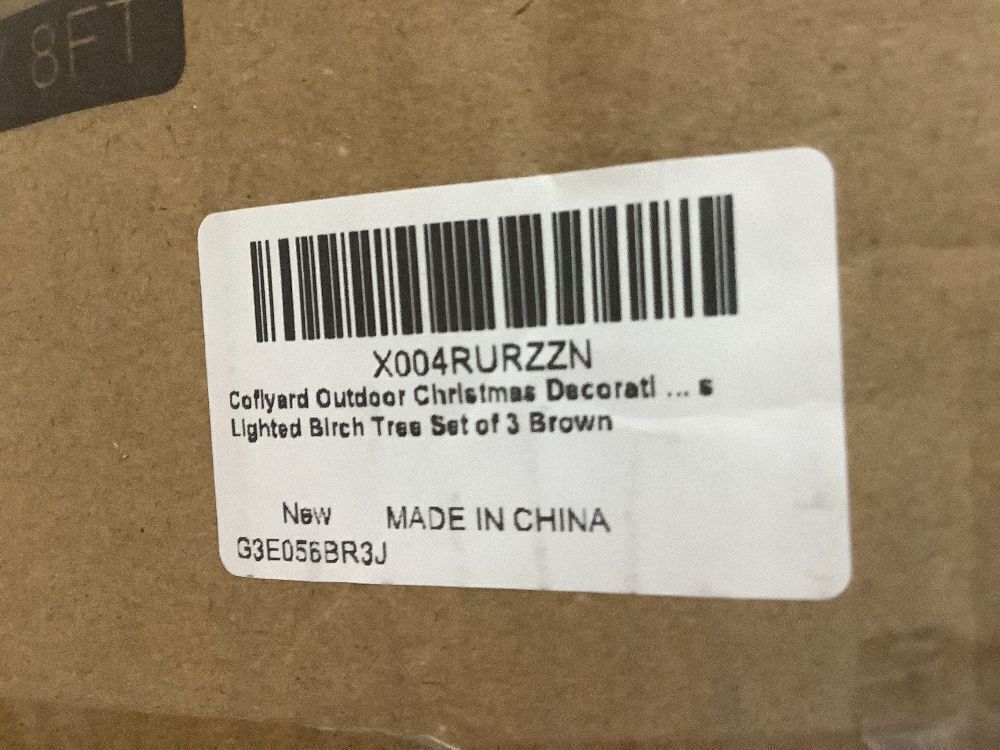 8FT
X004RURZZN
Coflyard Outdoor Christmas Decorati ... s
Lighted Birch Tree Set of 3 Brown
New MADE IN CHINA
G3E056BR3J